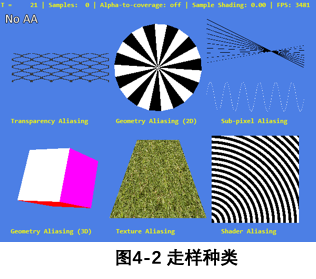 T = 21 | Samples: 0 | Alpha-to-coverage: off | Sample Shading: 0.00 | FPS: 3481
No AA
Transparency Aliasing Geometry Aliasing (2D) Sub-pixel Aliasing
Geometry Aliasing (3D) Texture Aliasing Shader Aliasing
图4-2 走样种类